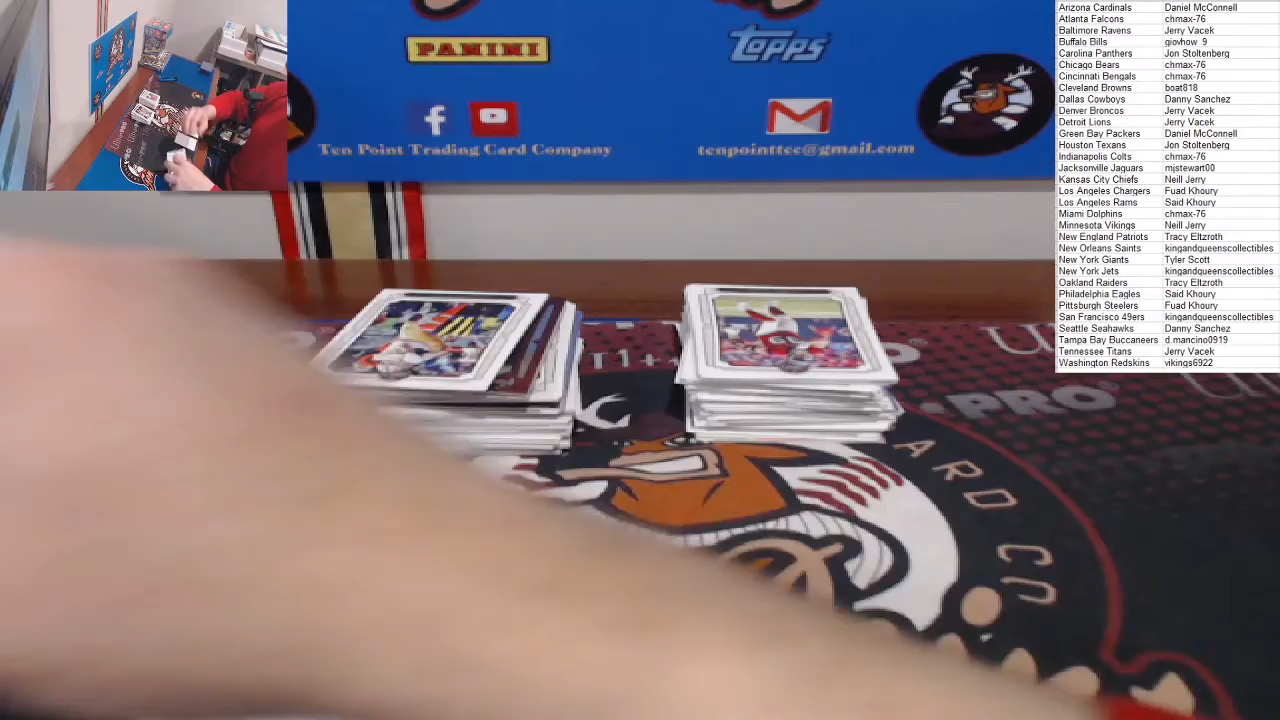 PANINI
TOPPS
Ten Point Trading Card Company
tenpointtcc@gmail.com
Arizona Cardinals Daniel McConnell
Atlanta Falcons chmax-76
Baltimore Ravens Jerry Vacek
Buffalo Bills giovhow_9
Carolina Panthers Jon Stoltenberg
Chicago Bears chmax-76
Cincinnati Bengals chmax-76
Cleveland Browns boat818
Dallas Cowboys Danny Sanchez
Denver Broncos Jerry Vacek
Detroit Lions Jerry Vacek
Green Bay Packers Daniel McConnell
Houston Texans Jon Stoltenberg
Indianapolis Colts chmax-76
Jacksonville Jaguars mjstewart00
Kansas City Chiefs Neill Jerry
Los Angeles Chargers Fuad Khoury
Los Angeles Rams Said Khoury
Miami Dolphins chmax-76
Minnesota Vikings Neill Jerry
New England Patriots Tracy Eltzroth
New Orleans Saints kingandqueenscollectibles
New York Giants Tyler Scott
New York Jets kingandqueenscollectibles
Oakland Raiders Tracy Eltzroth
Philadelphia Eagles Said Khoury
Pittsburgh Steelers Fuad Khoury
San Francisco 49ers kingandqueenscollectibles
Seattle Seahawks Danny Sanchez
Tampa Bay Buccaneers d.mancino0919
Tennessee Titans Jerry Vacek
Washington Redskins vikings6922
PRO
ARD CO